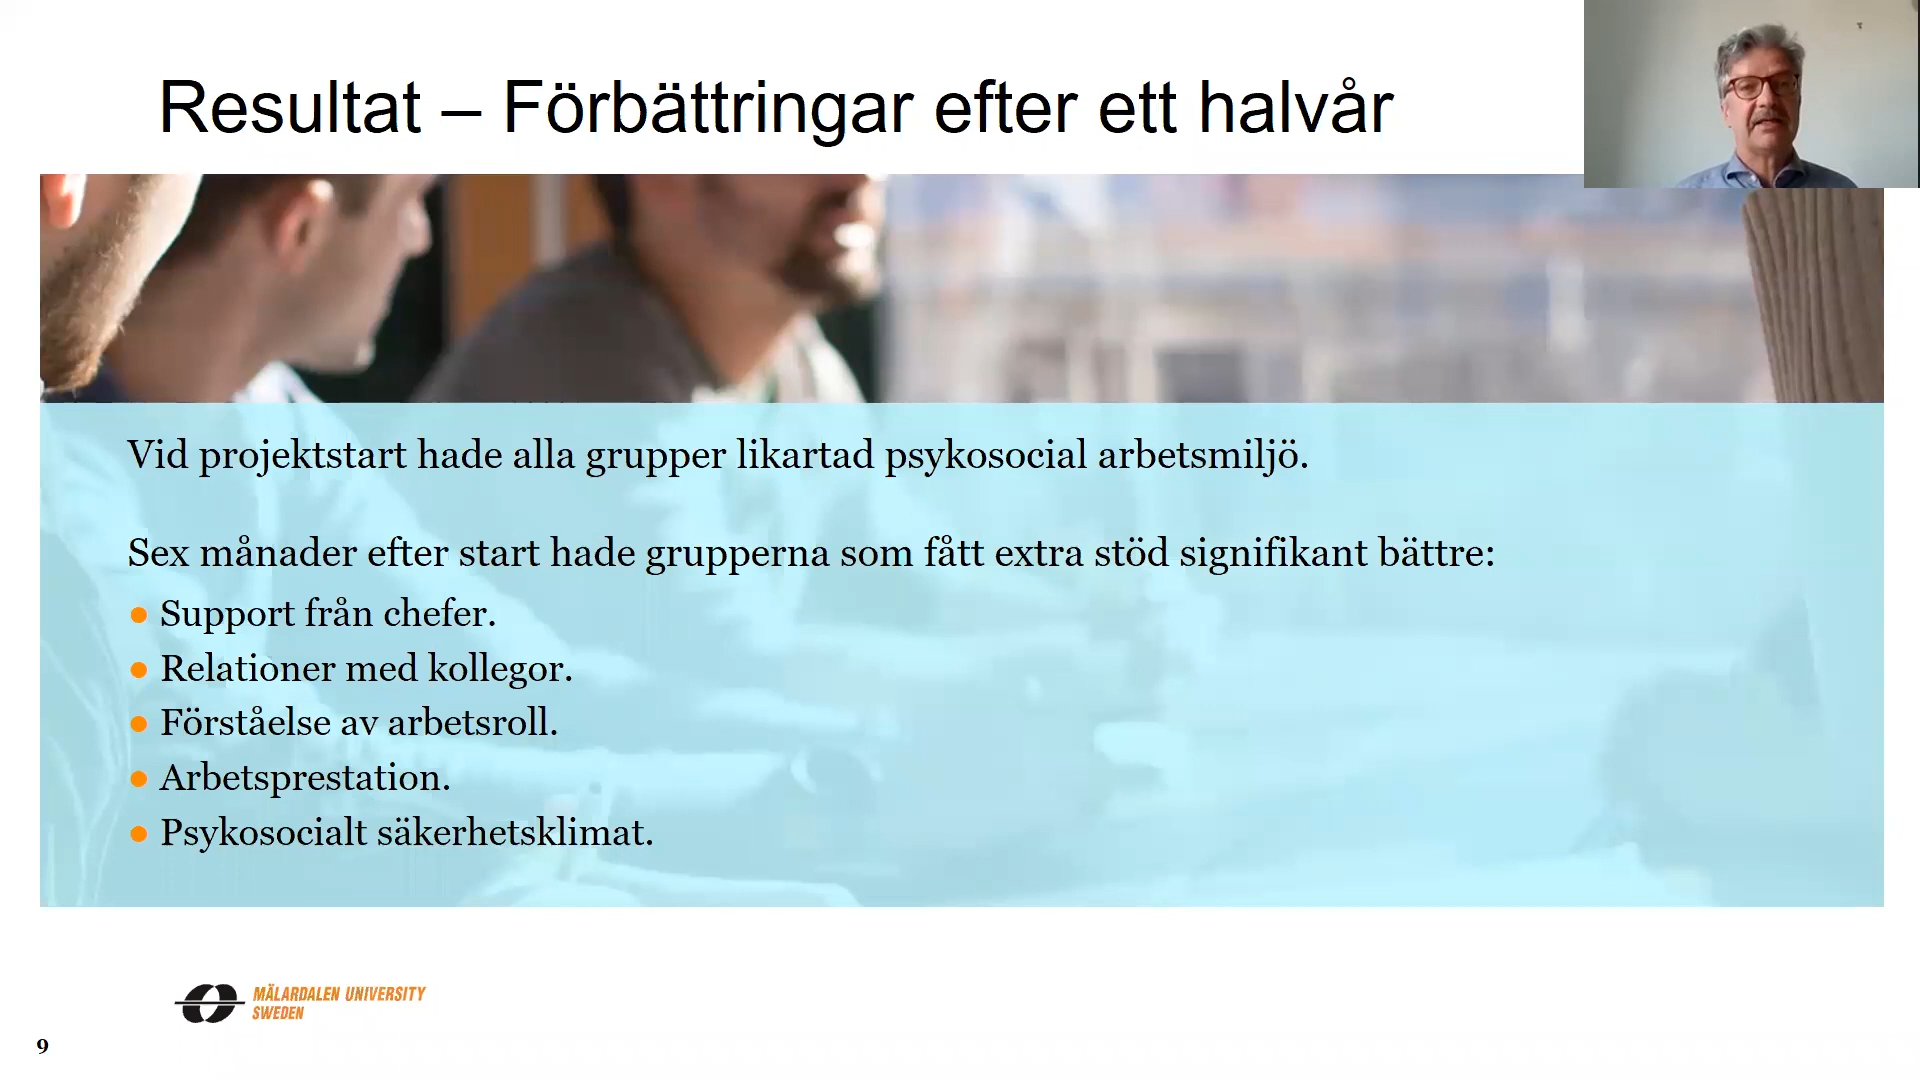 Resultat – Förbättringar efter ett halvår
Vid projektstart hade alla grupper likartad psykosocial arbetsmiljö.
Sex månader efter start hade grupperna som fått extra stöd signifikant bättre:
● Support från chefer.
● Relationer med kollegor.
● Förståelse av arbetsroll.
● Arbetsprestation.
● Psykosocialt säkerhetsklimat.
MÄLARDALEN UNIVERSITY
SWEDEN
9